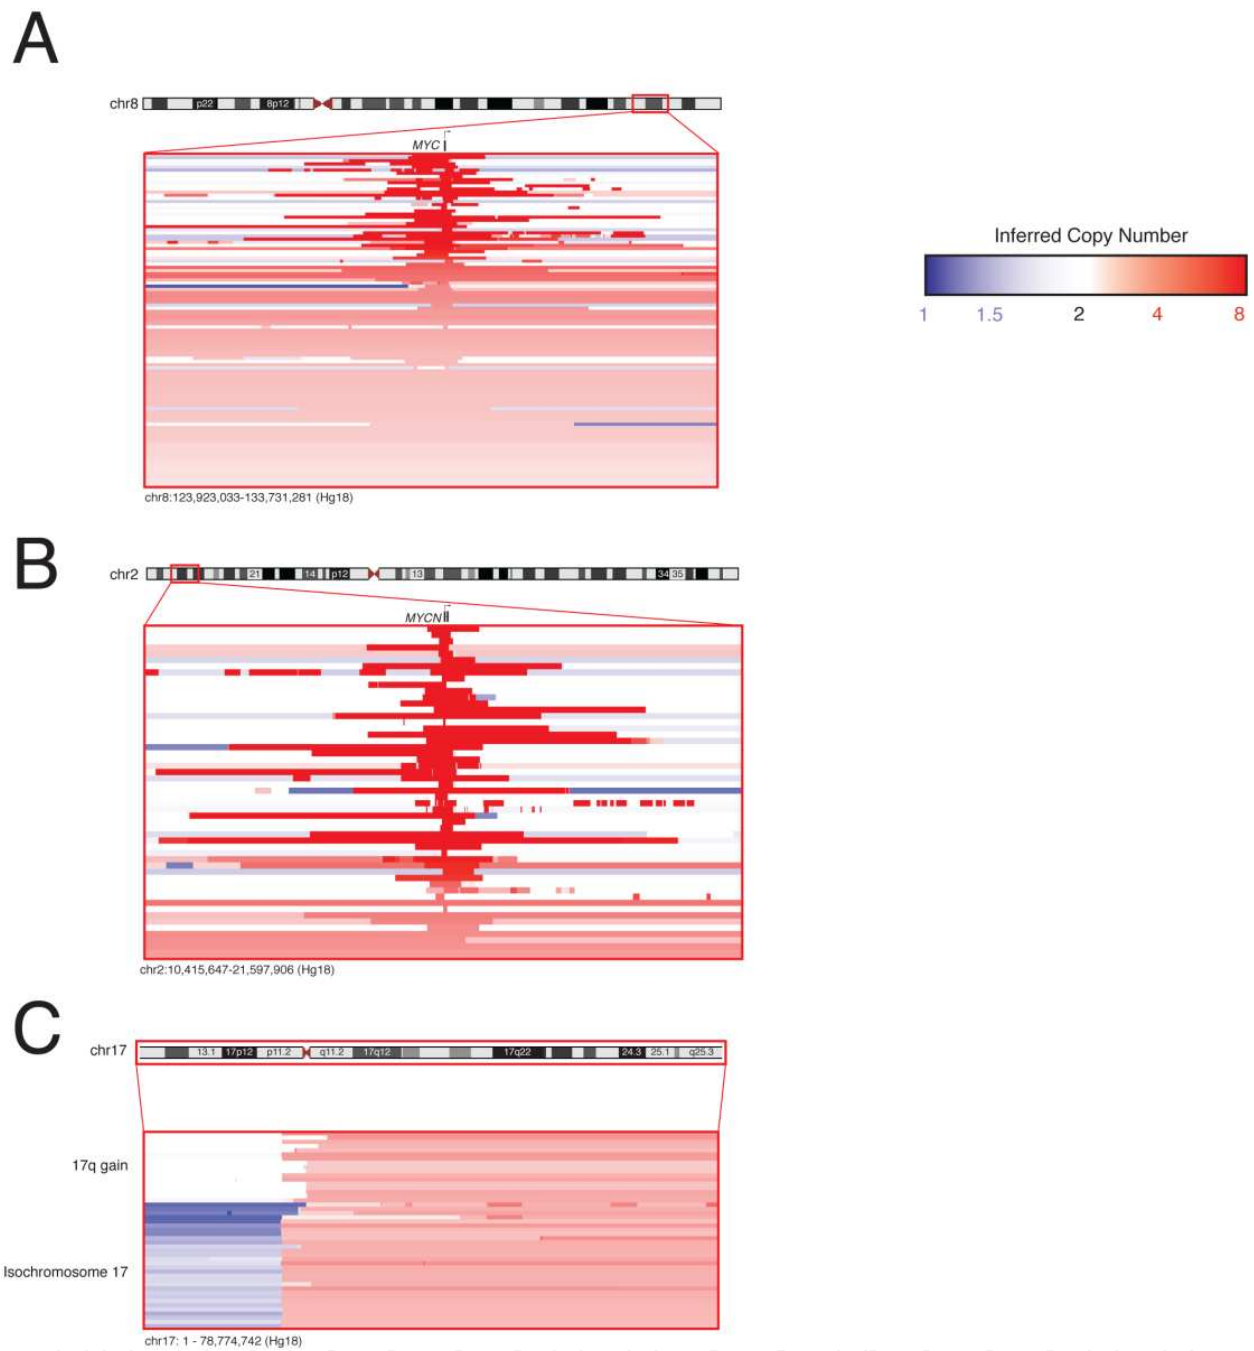 A
chr8 p22 8p12
MYC
chr8:123,923,033-133,731,281 (Hg18)
Inferred Copy Number
1 1.5 2 4 8
B
chr2 21 14 p12 13 34 35
MYCN
chr2:10,415,647-21,597,906 (Hg18)
C
chr17 13.1 17p12 p11.2 q11.2 17q12 17q22 24.3 25.1 q25.3
17q gain
Isochromosome 17
chr17: 1 - 78,774,742 (Hg18)